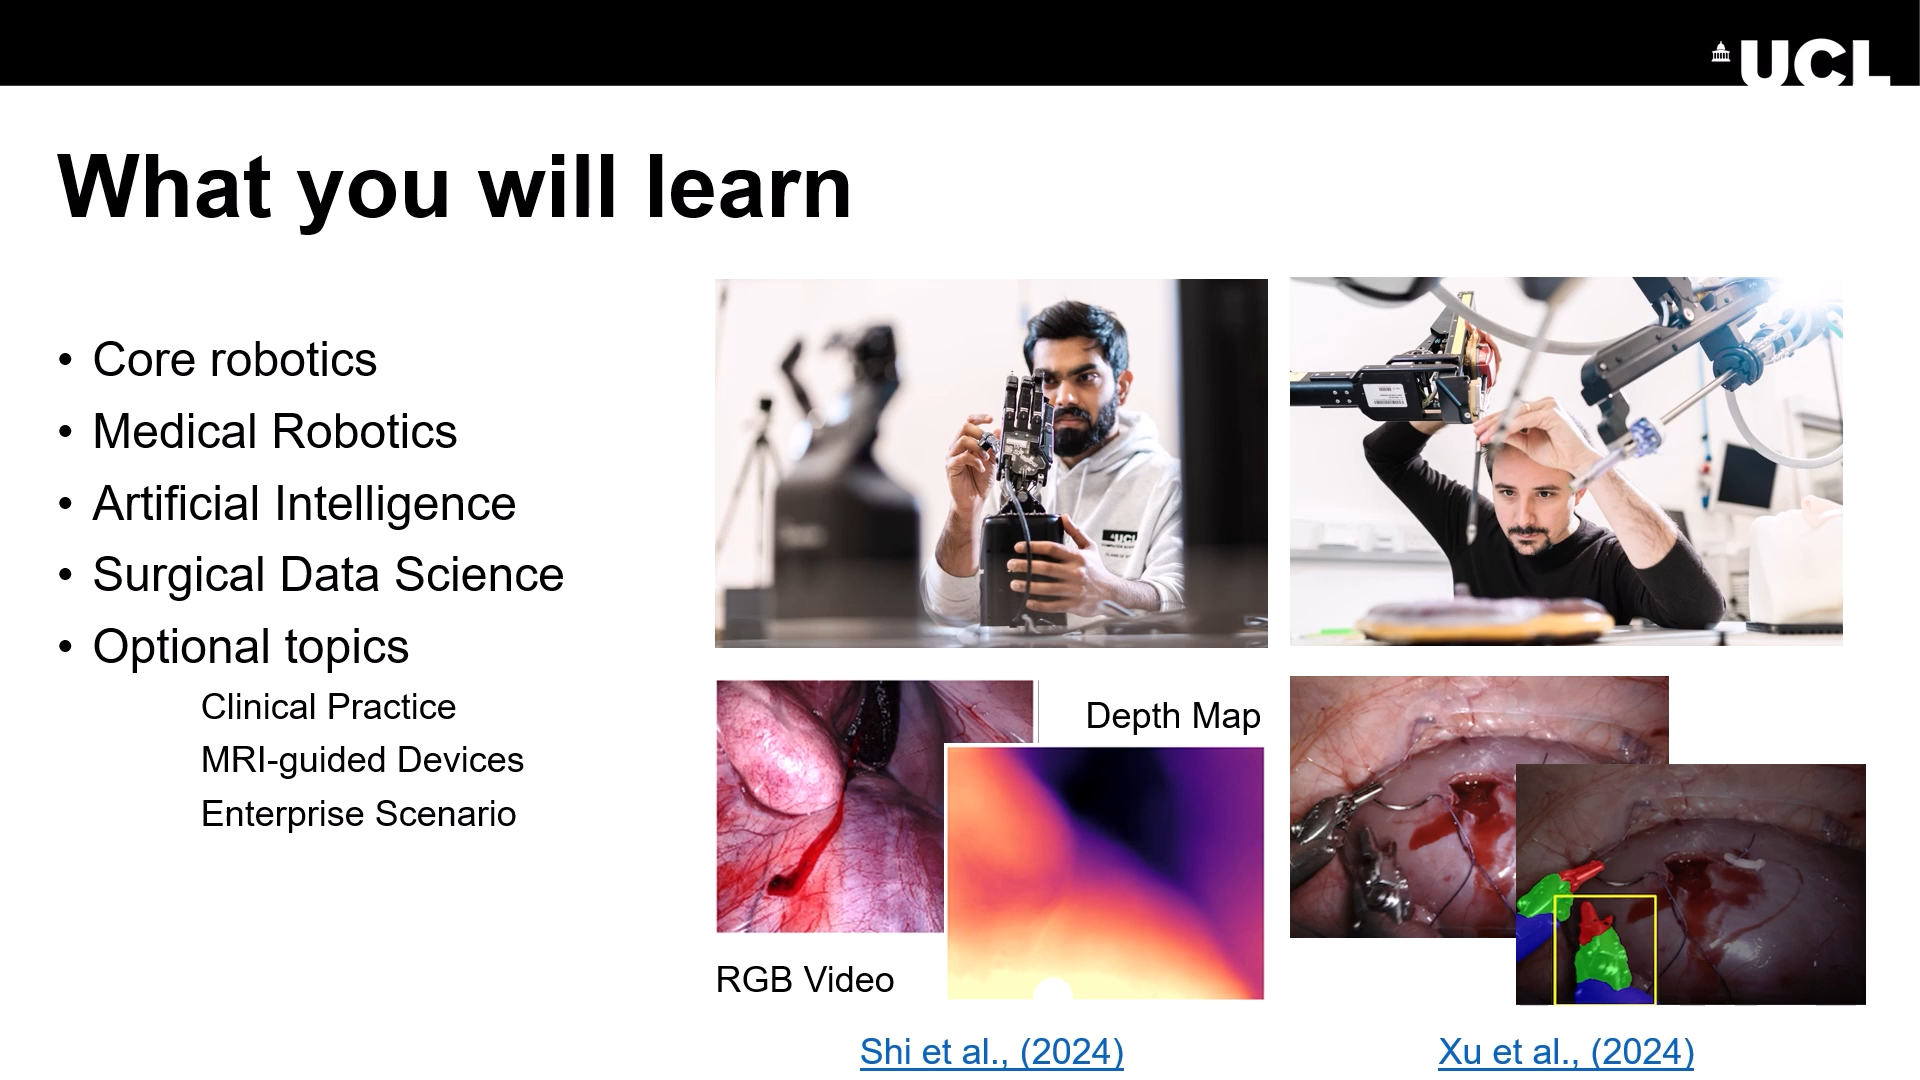 UCL
What you will learn
• Core robotics
• Medical Robotics
• Artificial Intelligence
• Surgical Data Science
• Optional topics
Clinical Practice
MRI-guided Devices
Enterprise Scenario
UCL
Depth Map
RGB Video
Shi et al., (2024)
Xu et al., (2024)